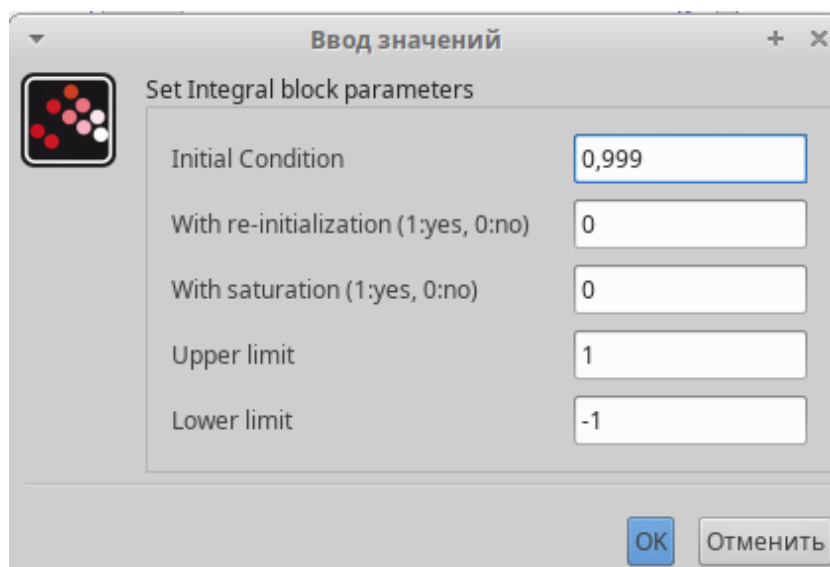 Ввод значений
Set Integral block parameters
Initial Condition 0,999
With re-initialization (1:yes, 0:no) 0
With saturation (1:yes, 0:no) 0
Upper limit 1
Lower limit -1
OK Отменить